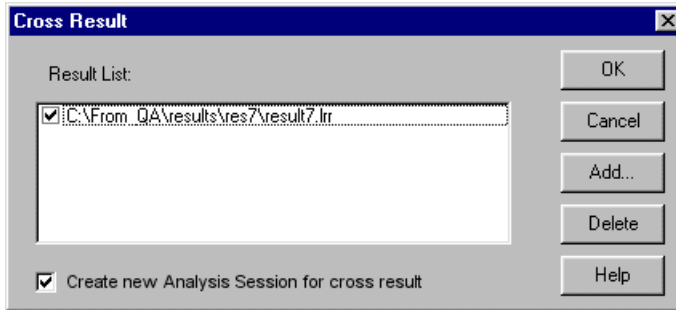 Cross Result
Result List:
OK
C:\From_QA\results\res7\result7.lrr
Cancel
Add...
Delete
Create new Analysis Session for cross result
Help